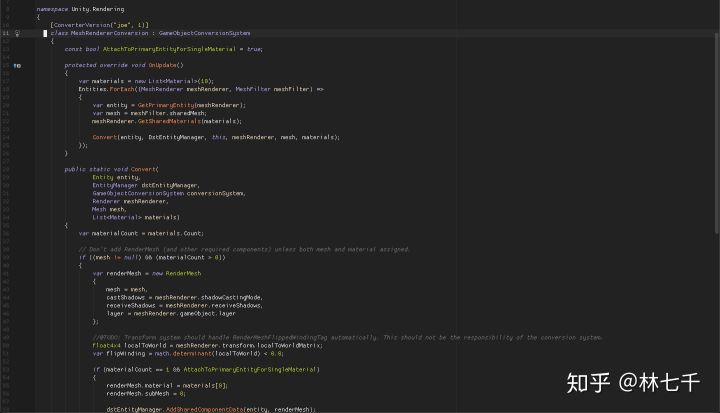 namespace Unity.Rendering
{
[ConverterVersion("joe", 1)]
class MeshRendererConversion : GameObjectConversionSystem
{
const bool AttachToPrimaryEntityForSingleMaterial = true;
protected override void OnUpdate()
{
var materials = new List<Material>(10);
Entities.ForEach((MeshRenderer meshRenderer, MeshFilter meshFilter) =>
{
var entity = GetPrimaryEntity(meshRenderer);
var mesh = meshFilter.sharedMesh;
meshRenderer.GetSharedMaterials(materials);
Convert(entity, DstEntityManager, this, meshRenderer, mesh, materials);
});
}
public static void Convert(
Entity entity,
EntityManager dstEntityManager,
GameObjectConversionSystem conversionSystem,
Renderer meshRenderer,
Mesh mesh,
List<Material> materials)
{
var materialCount = materials.Count;
// Don't add RenderMesh (and other required components) unless both mesh and material assigned.
if ((mesh != null) && (materialCount > 0))
{
var renderMesh = new RenderMesh
{
mesh = mesh,
castShadows = meshRenderer.shadowCastingMode,
receiveShadows = meshRenderer.receiveShadows,
layer = meshRenderer.gameObject.layer
};
//@TODO: Transform system should handle RenderMeshFlippedWindingTag automatically. This should not be the responsibility of the conversion system.
float4x4 localToWorld = meshRenderer.transform.localToWorldMatrix;
var flipWinding = math.determinant(localToWorld) < 0.0;
if (materialCount == 1 && AttachToPrimaryEntityForSingleMaterial)
{
renderMesh.material = materials[0];
renderMesh.subMesh = 0;
dstEntityManager.AddSharedComponentData(entity, renderMesh);
知乎 @林七千